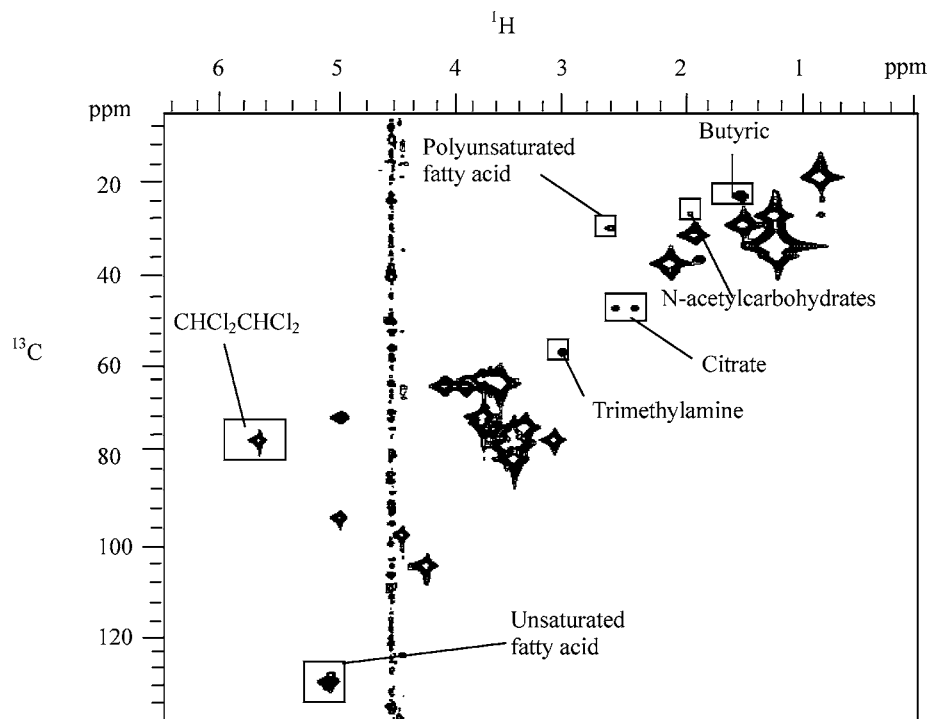 ¹H
6 5 4 3 2 1 ppm
ppm
Butyric
Polyunsaturated
fatty acid
20
40
N-acetylcarbohydrates
CHCl₂CHCl₂
¹³C
60
Citrate
Trimethylamine
80
100
Unsaturated
fatty acid
120